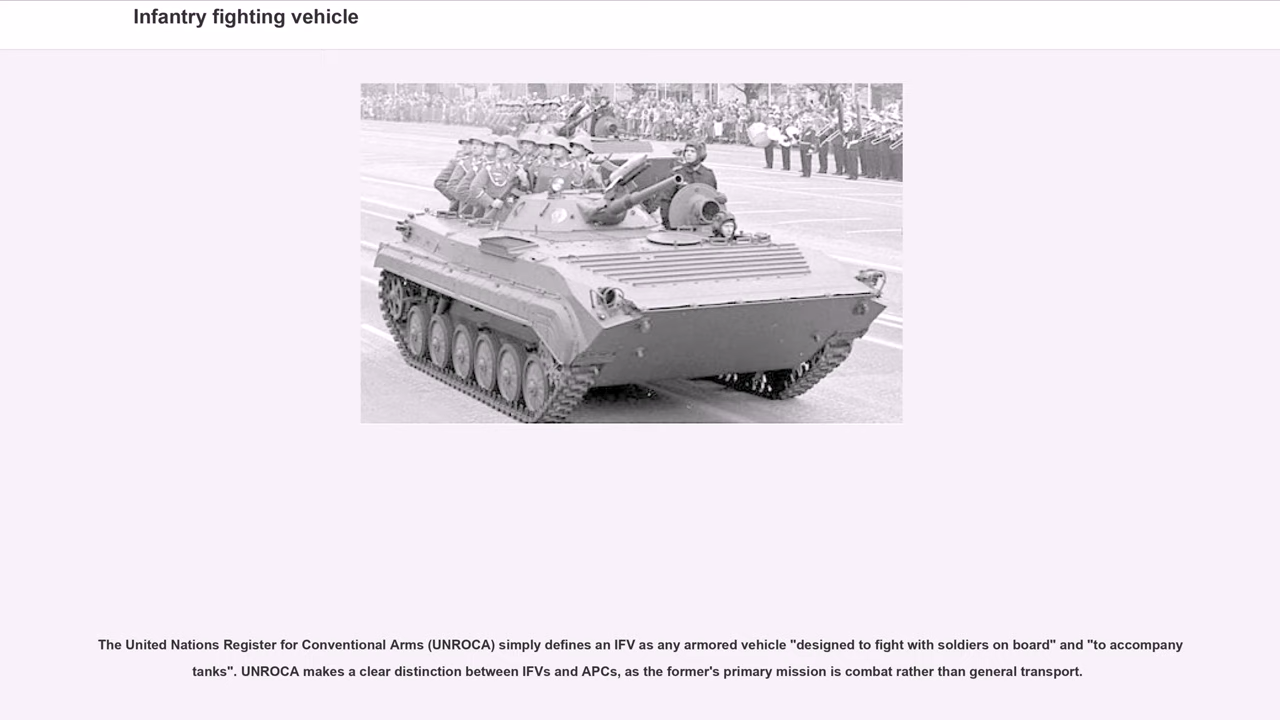 Infantry fighting vehicle
The United Nations Register for Conventional Arms (UNROCA) simply defines an IFV as any armored vehicle "designed to fight with soldiers on board" and "to accompany
tanks". UNROCA makes a clear distinction between IFVs and APCs, as the former's primary mission is combat rather than general transport.